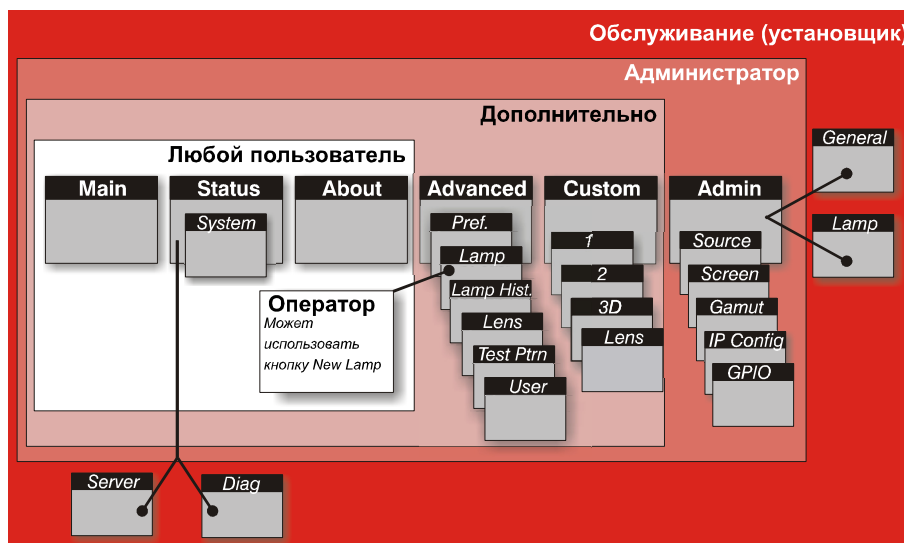 Обслуживание (установщик)
Администратор
Дополнительно
Любой пользователь
Main
Status
About
Advanced
Custom
Admin
General
Lamp
System
Pref.
Lamp
Lamp Hist.
Lens
Test Ptrn
User
1
2
3D
Lens
Source
Screen
Gamut
IP Config
GPIO
Оператор
Может
использовать
кнопку New Lamp
Server
Diag